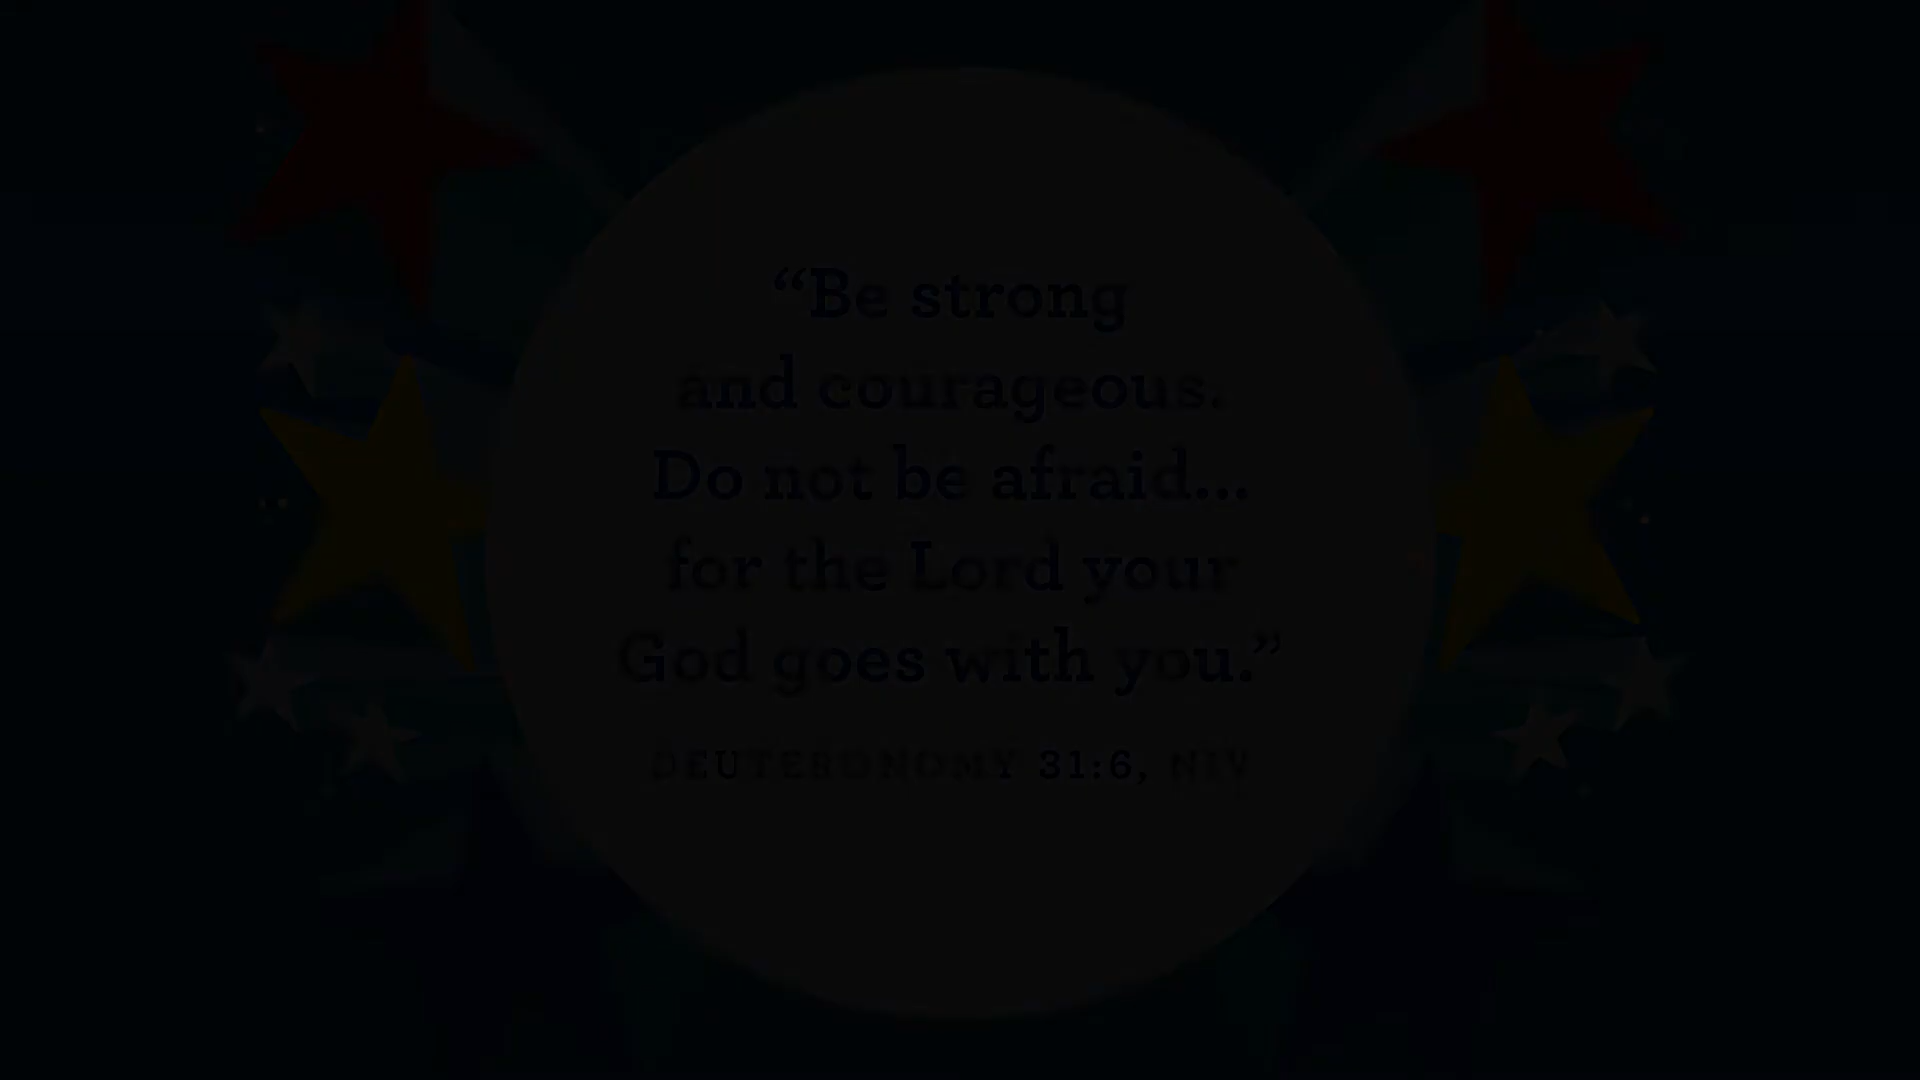 “Be strong
and courageous.
Do not be afraid...
for the Lord your
God goes with you.”
DEUTERONOMY 31:6, NIV